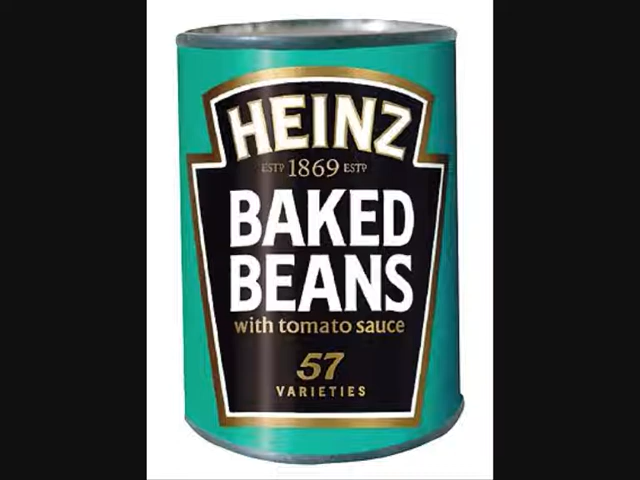 HEINZ
ESTD 1869 ESTD
BAKED
BEANS
with tomato sauce
57
VARIETIES